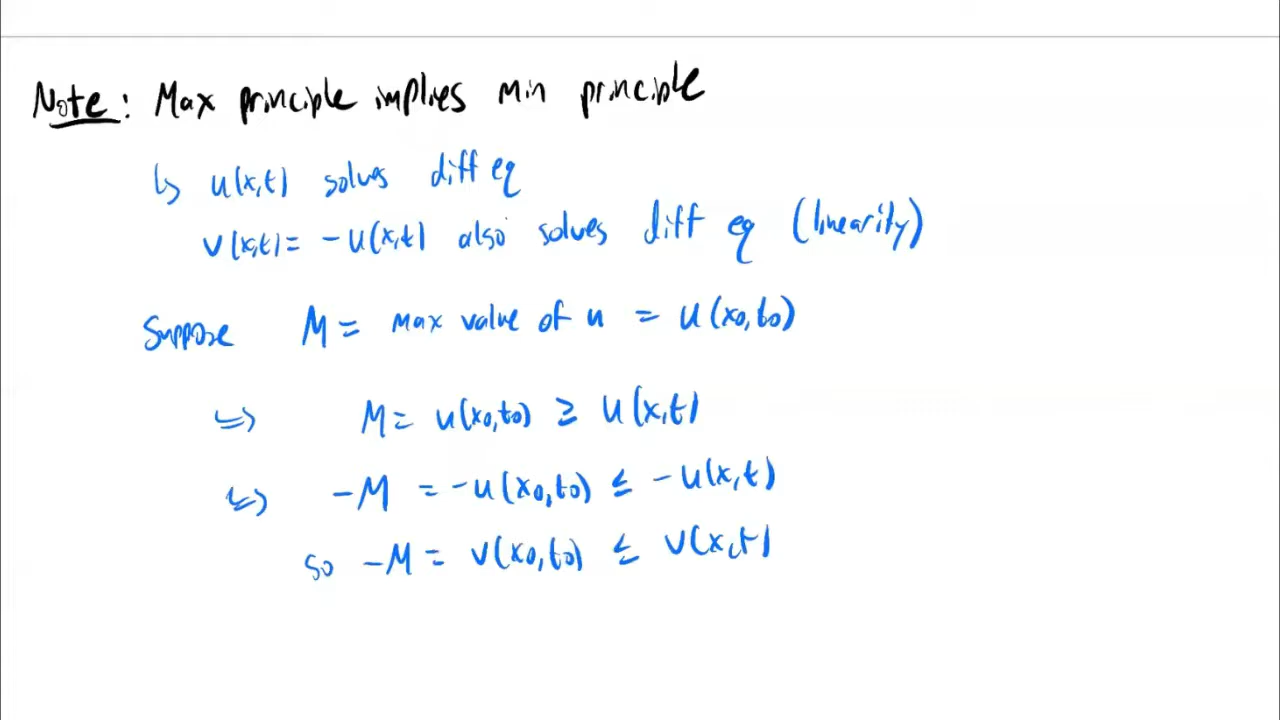 Note: Max principle implies min principle
↳ u(x,t) solves diff eq
v(x,t) = -u(x,t) also solves diff eq (linearity)
Suppose M = max value of u = u(x0,t0)
⇔ M = u(x0,t0) ≥ u(x,t)
⇔ -M = -u(x0,t0) ≤ -u(x,t)
so -M = v(x0,t0) ≤ v(x,t)